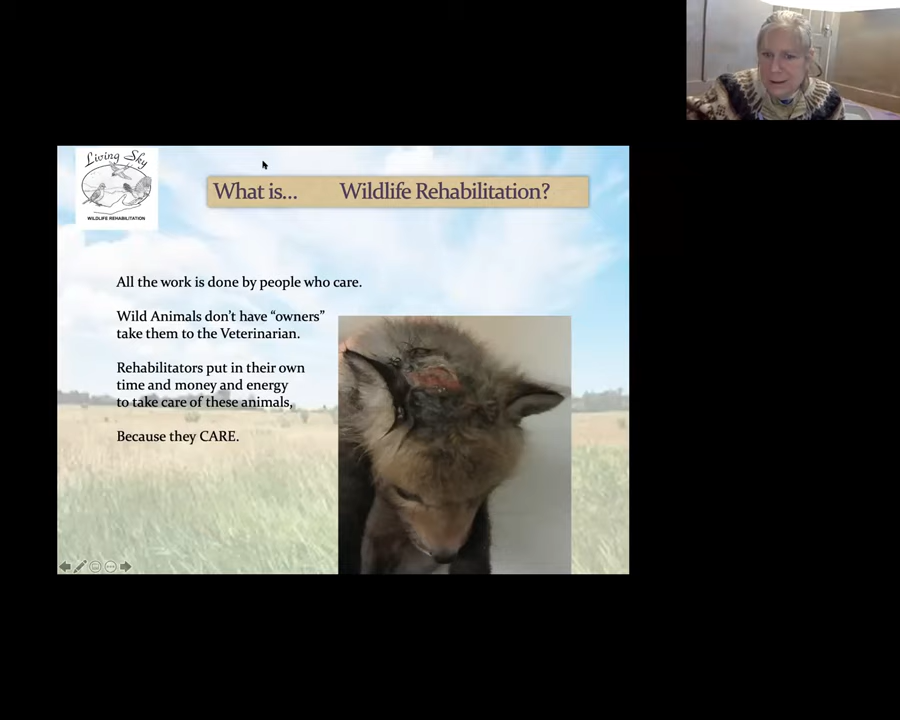 Living Sky
WILDLIFE REHABILITATION
What is... Wildlife Rehabilitation?
All the work is done by people who care.
Wild Animals don't have “owners”
take them to the Veterinarian.
Rehabilitators put in their own
time and money and energy
to take care of these animals,
Because they CARE.